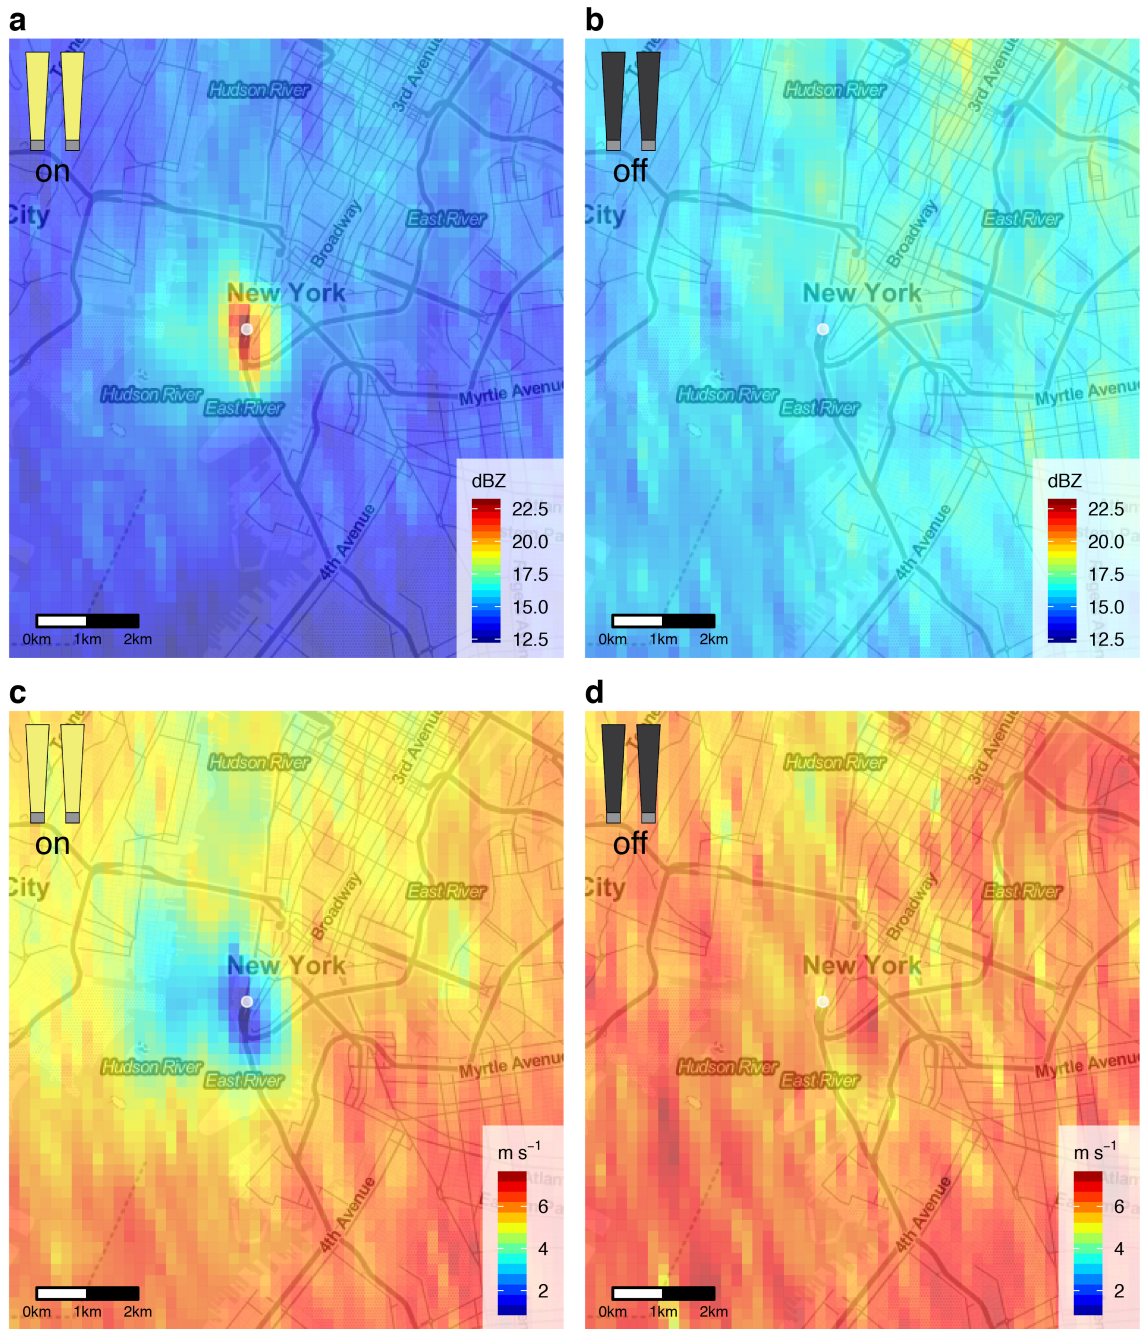 a
on
Hudson River
3rd Avenue
City
East River
Broadway
New York
Hudson River
East River
Myrtle Avenue
4th Avenue
dBZ
22.5
20.0
17.5
15.0
12.5
0km 1km 2km
b
off
Hudson River
3rd Avenue
City
East River
Broadway
New York
Hudson River
East River
Myrtle Avenue
4th Avenue
dBZ
22.5
20.0
17.5
15.0
12.5
0km 1km 2km
c
on
Hudson River
3rd Avenue
City
East River
Broadway
New York
Hudson River
East River
Myrtle Avenue
4th Avenue
m s⁻¹
6
4
2
0km 1km 2km
d
off
Hudson River
3rd Avenue
City
East River
Broadway
New York
Hudson River
East River
Myrtle Avenue
4th Avenue
m s⁻¹
6
4
2
0km 1km 2km